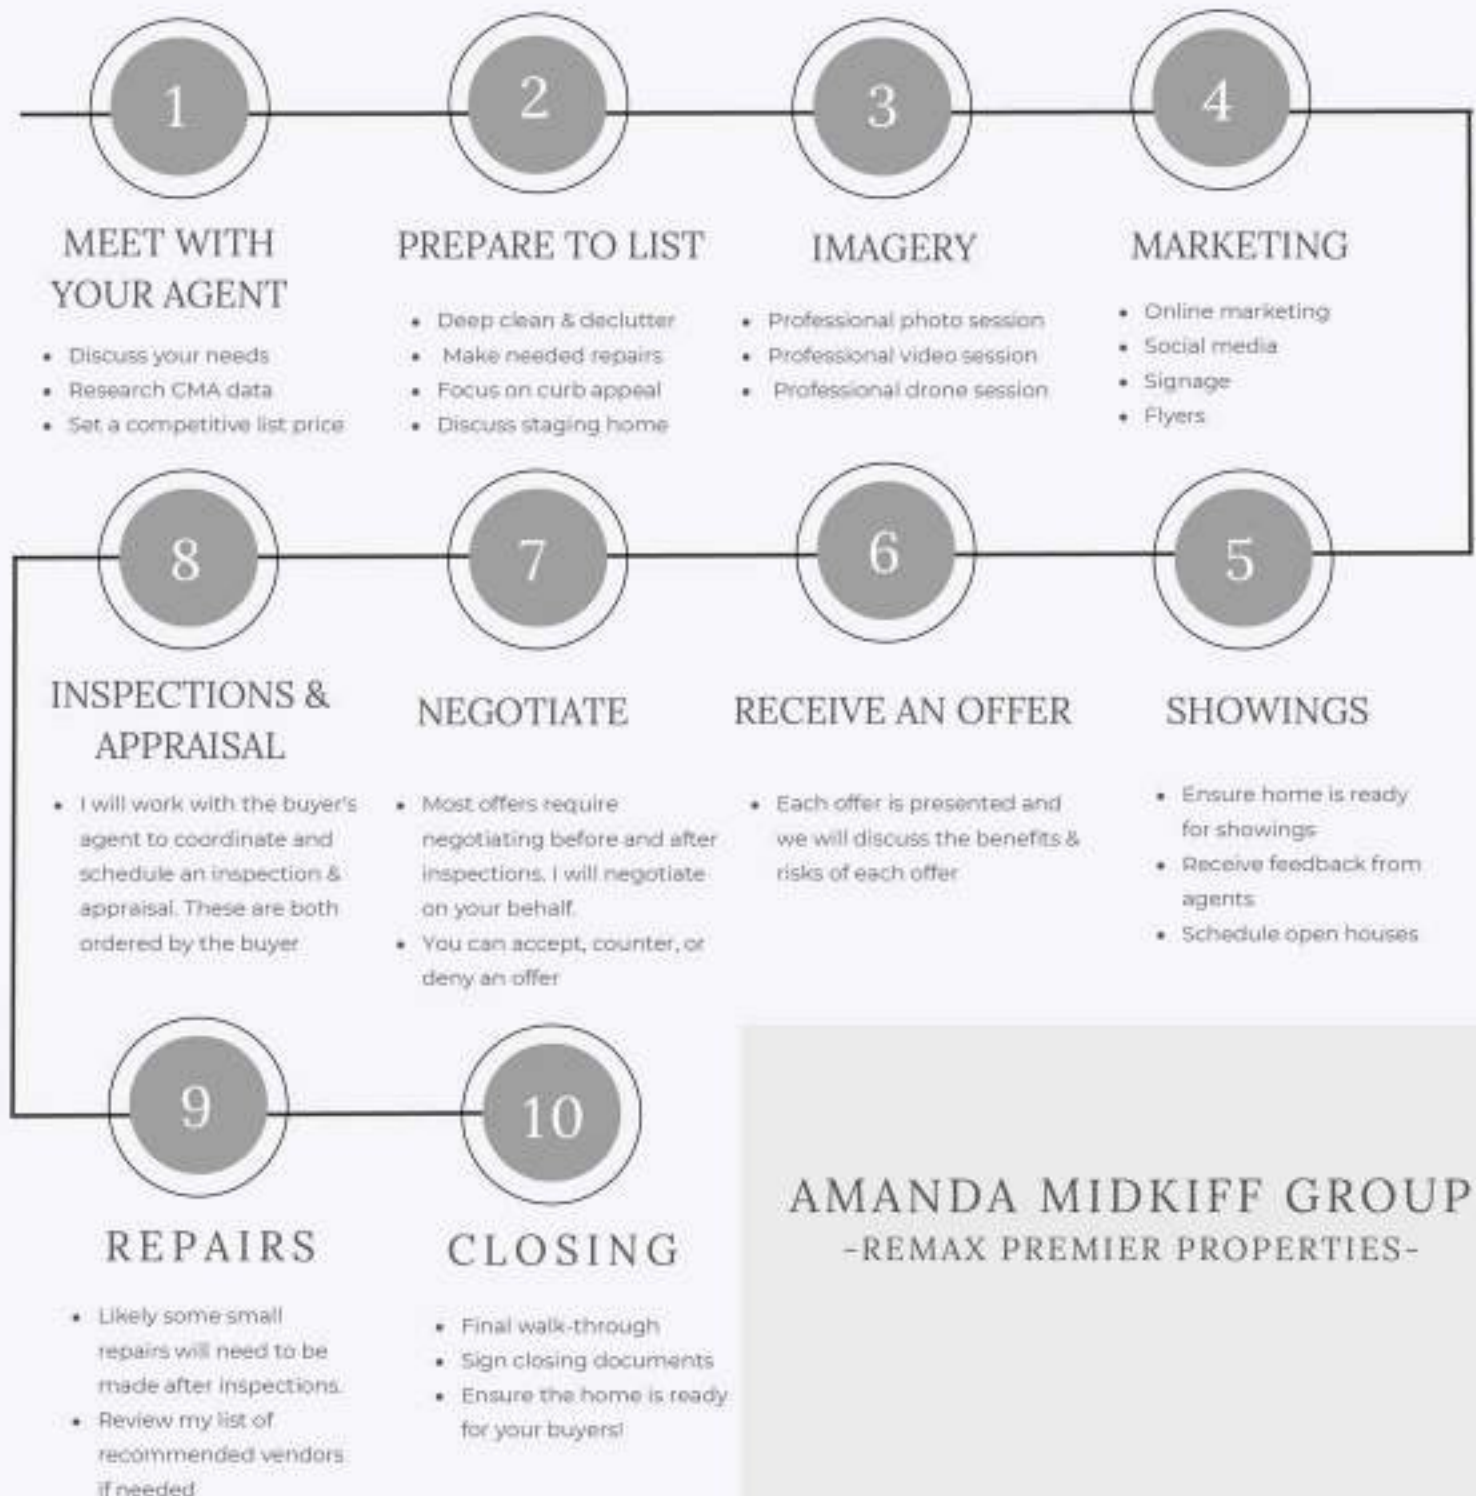 1
MEET WITH
YOUR AGENT
• Discuss your needs
• Research CMA data
• Set a competitive list price
2
PREPARE TO LIST
• Deep clean & declutter
• Make needed repairs
• Focus on curb appeal
• Discuss staging home
3
IMAGERY
• Professional photo session
• Professional video session
• Professional drone session
4
MARKETING
• Online marketing
• Social media
• Signage
• Flyers
5
SHOWINGS
• Ensure home is ready
for showings
• Receive feedback from
agents
• Schedule open houses
6
RECEIVE AN OFFER
• Each offer is presented and
we will discuss the benefits &
risks of each offer
7
NEGOTIATE
• Most offers require
negotiating before and after
inspections. I will negotiate
on your behalf.
• You can accept, counter, or
deny an offer
8
INSPECTIONS &
APPRAISAL
• I will work with the buyer's
agent to coordinate and
schedule an inspection &
appraisal. These are both
ordered by the buyer
9
REPAIRS
• Likely some small
repairs will need to be
made after inspections.
• Review my list of
recommended vendors
if needed
10
CLOSING
• Final walk-through
• Sign closing documents
• Ensure the home is ready
for your buyers!
AMANDA MIDKIFF GROUP
-REMAX PREMIER PROPERTIES-